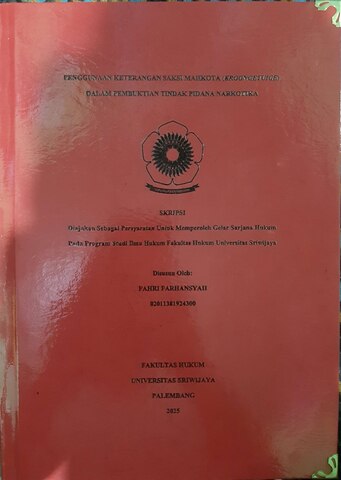 PENGGUNAAN KETERANGAN SAKSI MAHKOTA (KROONGETUIGE)
DALAM PEMBUKTIAN TINDAK PIDANA NARKOTIKA
SKRIPSI
Diajukan Sebagai Persyaratan Untuk Memperoleh Gelar Sarjana Hukum
Pada Program Studi Ilmu Hukum Fakultas Hukum Universitas Sriwijaya
Disusun Oleh:
FAHRI FARHANSYAH
02011381924300
FAKULTAS HUKUM
UNIVERSITAS SRIWIJAYA
PALEMBANG
2025